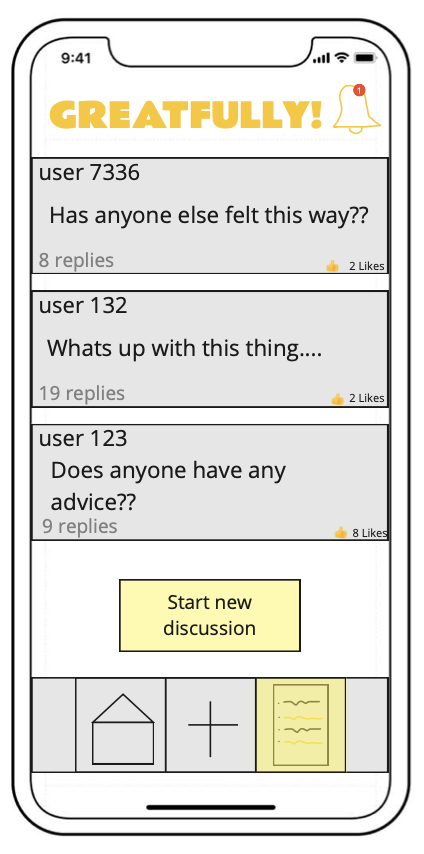 9:41
GREATFULLY!
1
user 7336
Has anyone else felt this way??
8 replies
👍 2 Likes
user 132
Whats up with this thing....
19 replies
👍 2 Likes
user 123
Does anyone have any
advice??
9 replies
👍 8 Likes
Start new
discussion